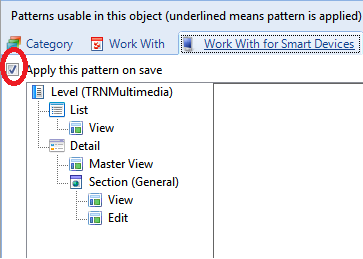 Patterns usable in this object (underlined means pattern is applied)
Category Work With Work With for Smart Devices
Apply this pattern on save
Level (TRNMultimedia)
List
View
Detail
Master View
Section (General)
View
Edit